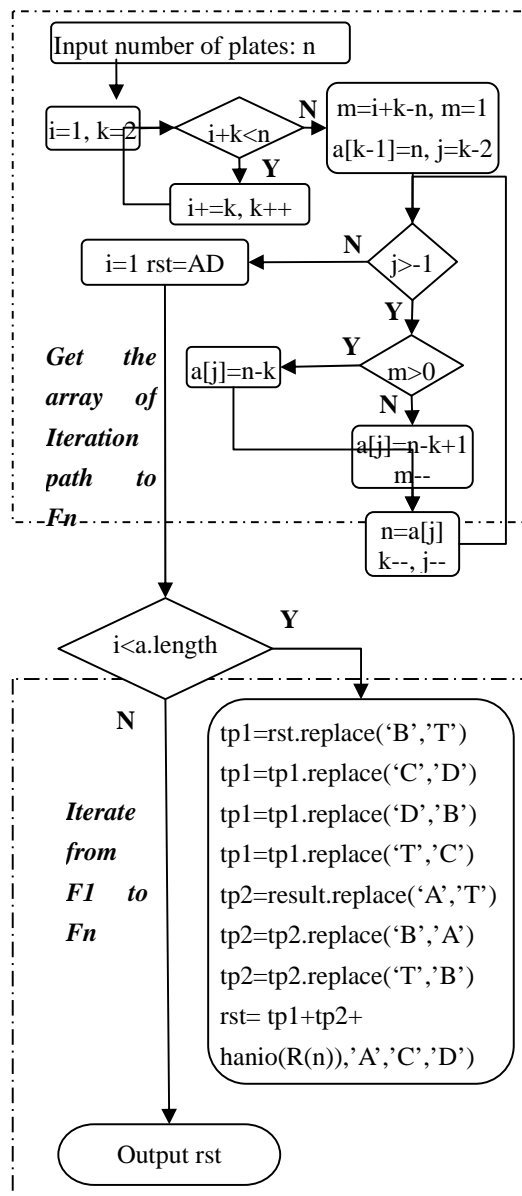 Input number of plates: n
i=1, k=2
i+k<n
N
m=i+k-n, m=1
a[k-1]=n, j=k-2
Y
i+=k, k++
i=1 rst=AD
N
j>-1
Y
Get the
array of
Iteration
path to
Fn
a[j]=n-k
Y
m>0
N
a[j]=n-k+1
m--
n=a[j]
k--, j--
i<a.length
Y
N
Iterate
from
F1 to
Fn
tp1=rst.replace(‘B’,’T’)
tp1=tp1.replace(‘C’,’D’)
tp1=tp1.replace(‘D’,’B’)
tp1=tp1.replace(‘T’,’C’)
tp2=result.replace(‘A’,’T’)
tp2=tp2.replace(‘B’,’A’)
tp2=tp2.replace(‘T’,’B’)
rst= tp1+tp2+
hanio(R(n)),’A’,’C’,’D’)
Output rst